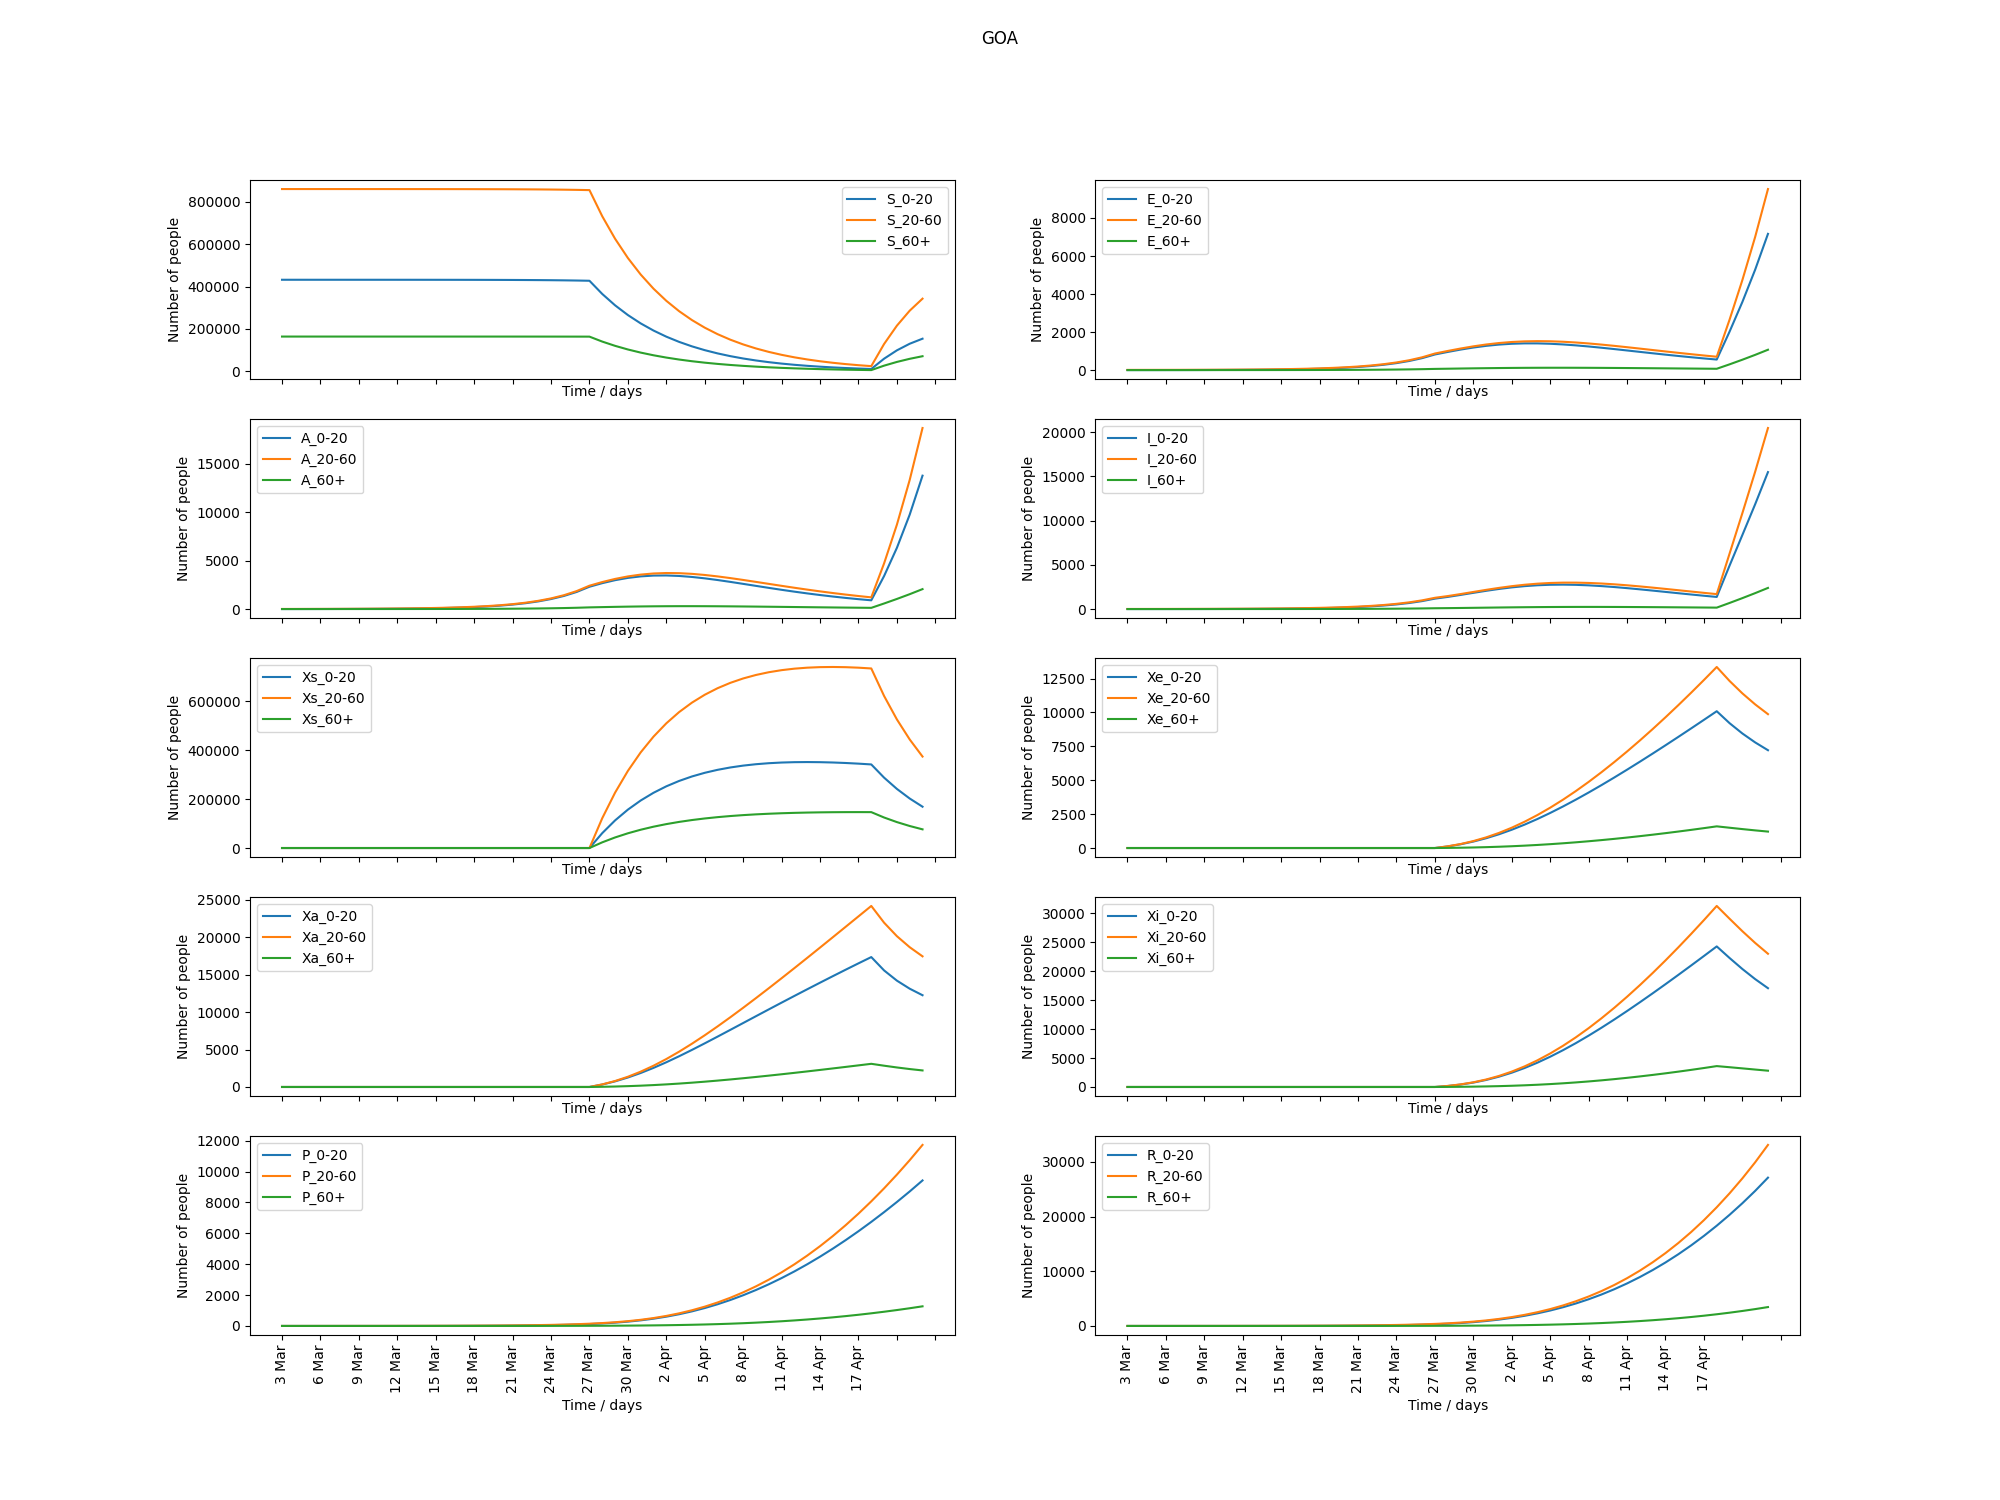 GOA
800000
600000
400000
200000
0
Number of people
S_0-20
S_20-60
S_60+
Time / days
8000
6000
4000
2000
0
Number of people
E_0-20
E_20-60
E_60+
Time / days
15000
10000
5000
0
Number of people
A_0-20
A_20-60
A_60+
Time / days
20000
15000
10000
5000
0
Number of people
I_0-20
I_20-60
I_60+
Time / days
600000
400000
200000
0
Number of people
Xs_0-20
Xs_20-60
Xs_60+
Time / days
12500
10000
7500
5000
2500
0
Number of people
Xe_0-20
Xe_20-60
Xe_60+
Time / days
25000
20000
15000
10000
5000
0
Number of people
Xa_0-20
Xa_20-60
Xa_60+
Time / days
30000
25000
20000
15000
10000
5000
0
Number of people
Xi_0-20
Xi_20-60
Xi_60+
Time / days
12000
10000
8000
6000
4000
2000
0
Number of people
P_0-20
P_20-60
P_60+
3 Mar
6 Mar
9 Mar
12 Mar
15 Mar
18 Mar
21 Mar
24 Mar
27 Mar
30 Mar
2 Apr
5 Apr
8 Apr
11 Apr
14 Apr
17 Apr
Time / days
30000
20000
10000
0
Number of people
R_0-20
R_20-60
R_60+
3 Mar
6 Mar
9 Mar
12 Mar
15 Mar
18 Mar
21 Mar
24 Mar
27 Mar
30 Mar
2 Apr
5 Apr
8 Apr
11 Apr
14 Apr
17 Apr
Time / days